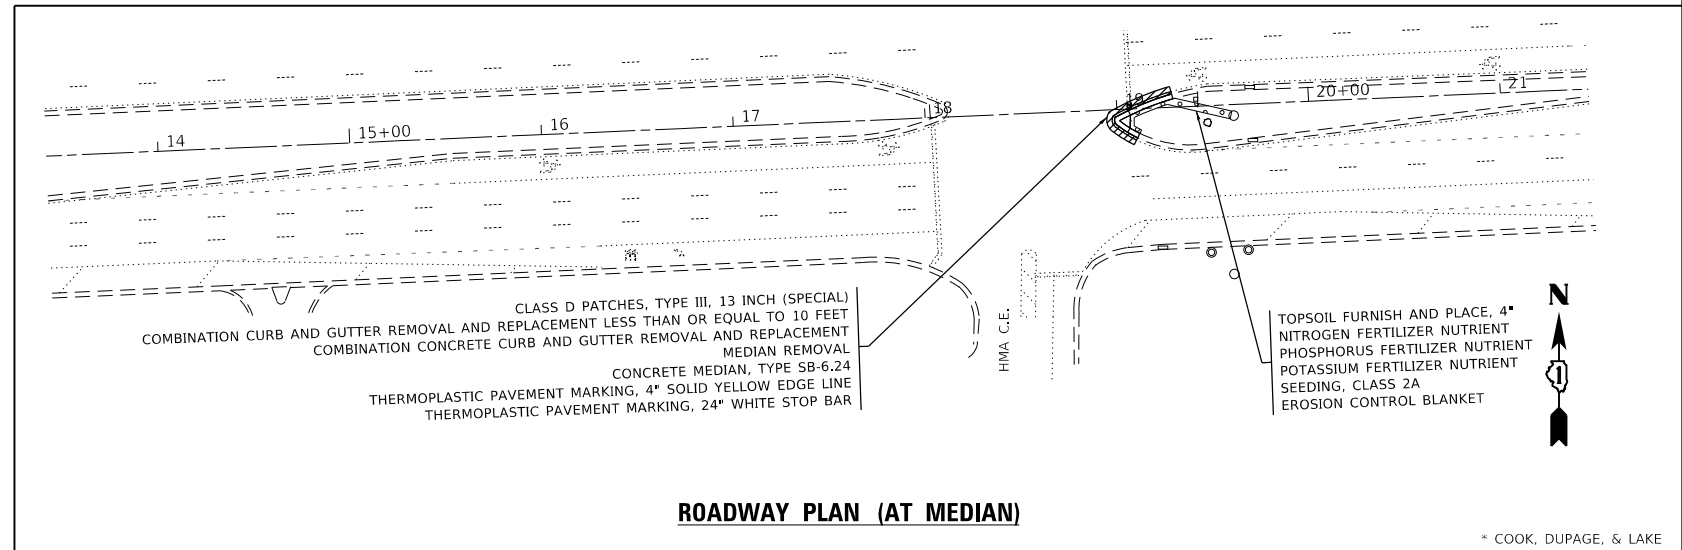 14
15+00
16
17
18
19
20+00
21
CLASS D PATCHES, TYPE III, 13 INCH (SPECIAL)
COMBINATION CURB AND GUTTER REMOVAL AND REPLACEMENT LESS THAN OR EQUAL TO 10 FEET
COMBINATION CONCRETE CURB AND GUTTER REMOVAL AND REPLACEMENT
MEDIAN REMOVAL
CONCRETE MEDIAN, TYPE SB-6.24
THERMOPLASTIC PAVEMENT MARKING, 4" SOLID YELLOW EDGE LINE
THERMOPLASTIC PAVEMENT MARKING, 24" WHITE STOP BAR
HMA C.E.
TOPSOIL FURNISH AND PLACE, 4"
NITROGEN FERTILIZER NUTRIENT
PHOSPHORUS FERTILIZER NUTRIENT
POTASSIUM FERTILIZER NUTRIENT
SEEDING, CLASS 2A
EROSION CONTROL BLANKET
N
1
ROADWAY PLAN (AT MEDIAN)
* COOK, DUPAGE, & LAKE